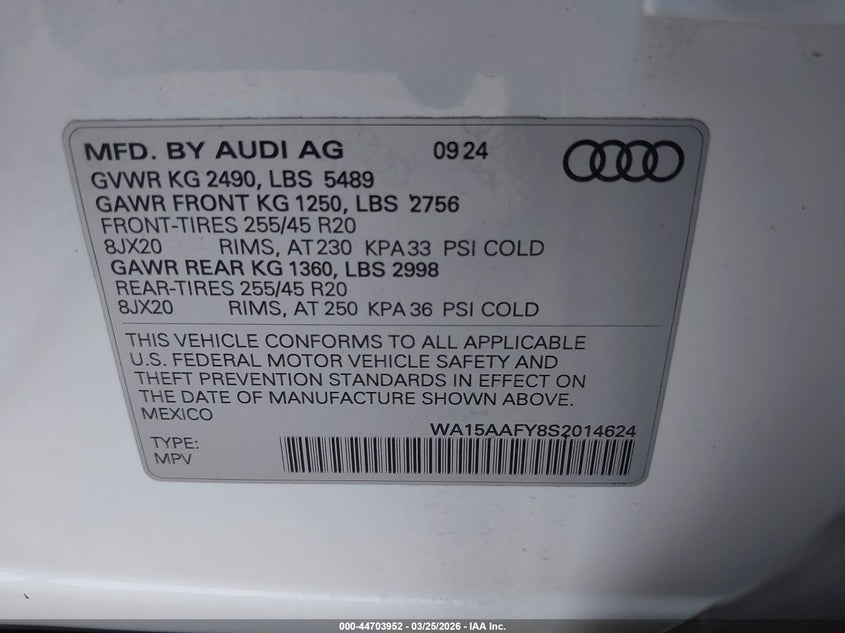 MFD. BY AUDI AG 09 24
GVWR KG 2490, LBS 5489
GAWR FRONT KG 1250, LBS 2756
FRONT-TIRES 255/45 R20
8JX20 RIMS, AT 230 KPA 33 PSI COLD
GAWR REAR KG 1360, LBS 2998
REAR-TIRES 255/45 R20
8JX20 RIMS, AT 250 KPA 36 PSI COLD
THIS VEHICLE CONFORMS TO ALL APPLICABLE
U.S. FEDERAL MOTOR VEHICLE SAFETY AND
THEFT PREVENTION STANDARDS IN EFFECT ON
THE DATE OF MANUFACTURE SHOWN ABOVE.
MEXICO
WA15AAFY8S2014624
TYPE:
MPV
000-44703952 — 03/25/2026 — IAA Inc.